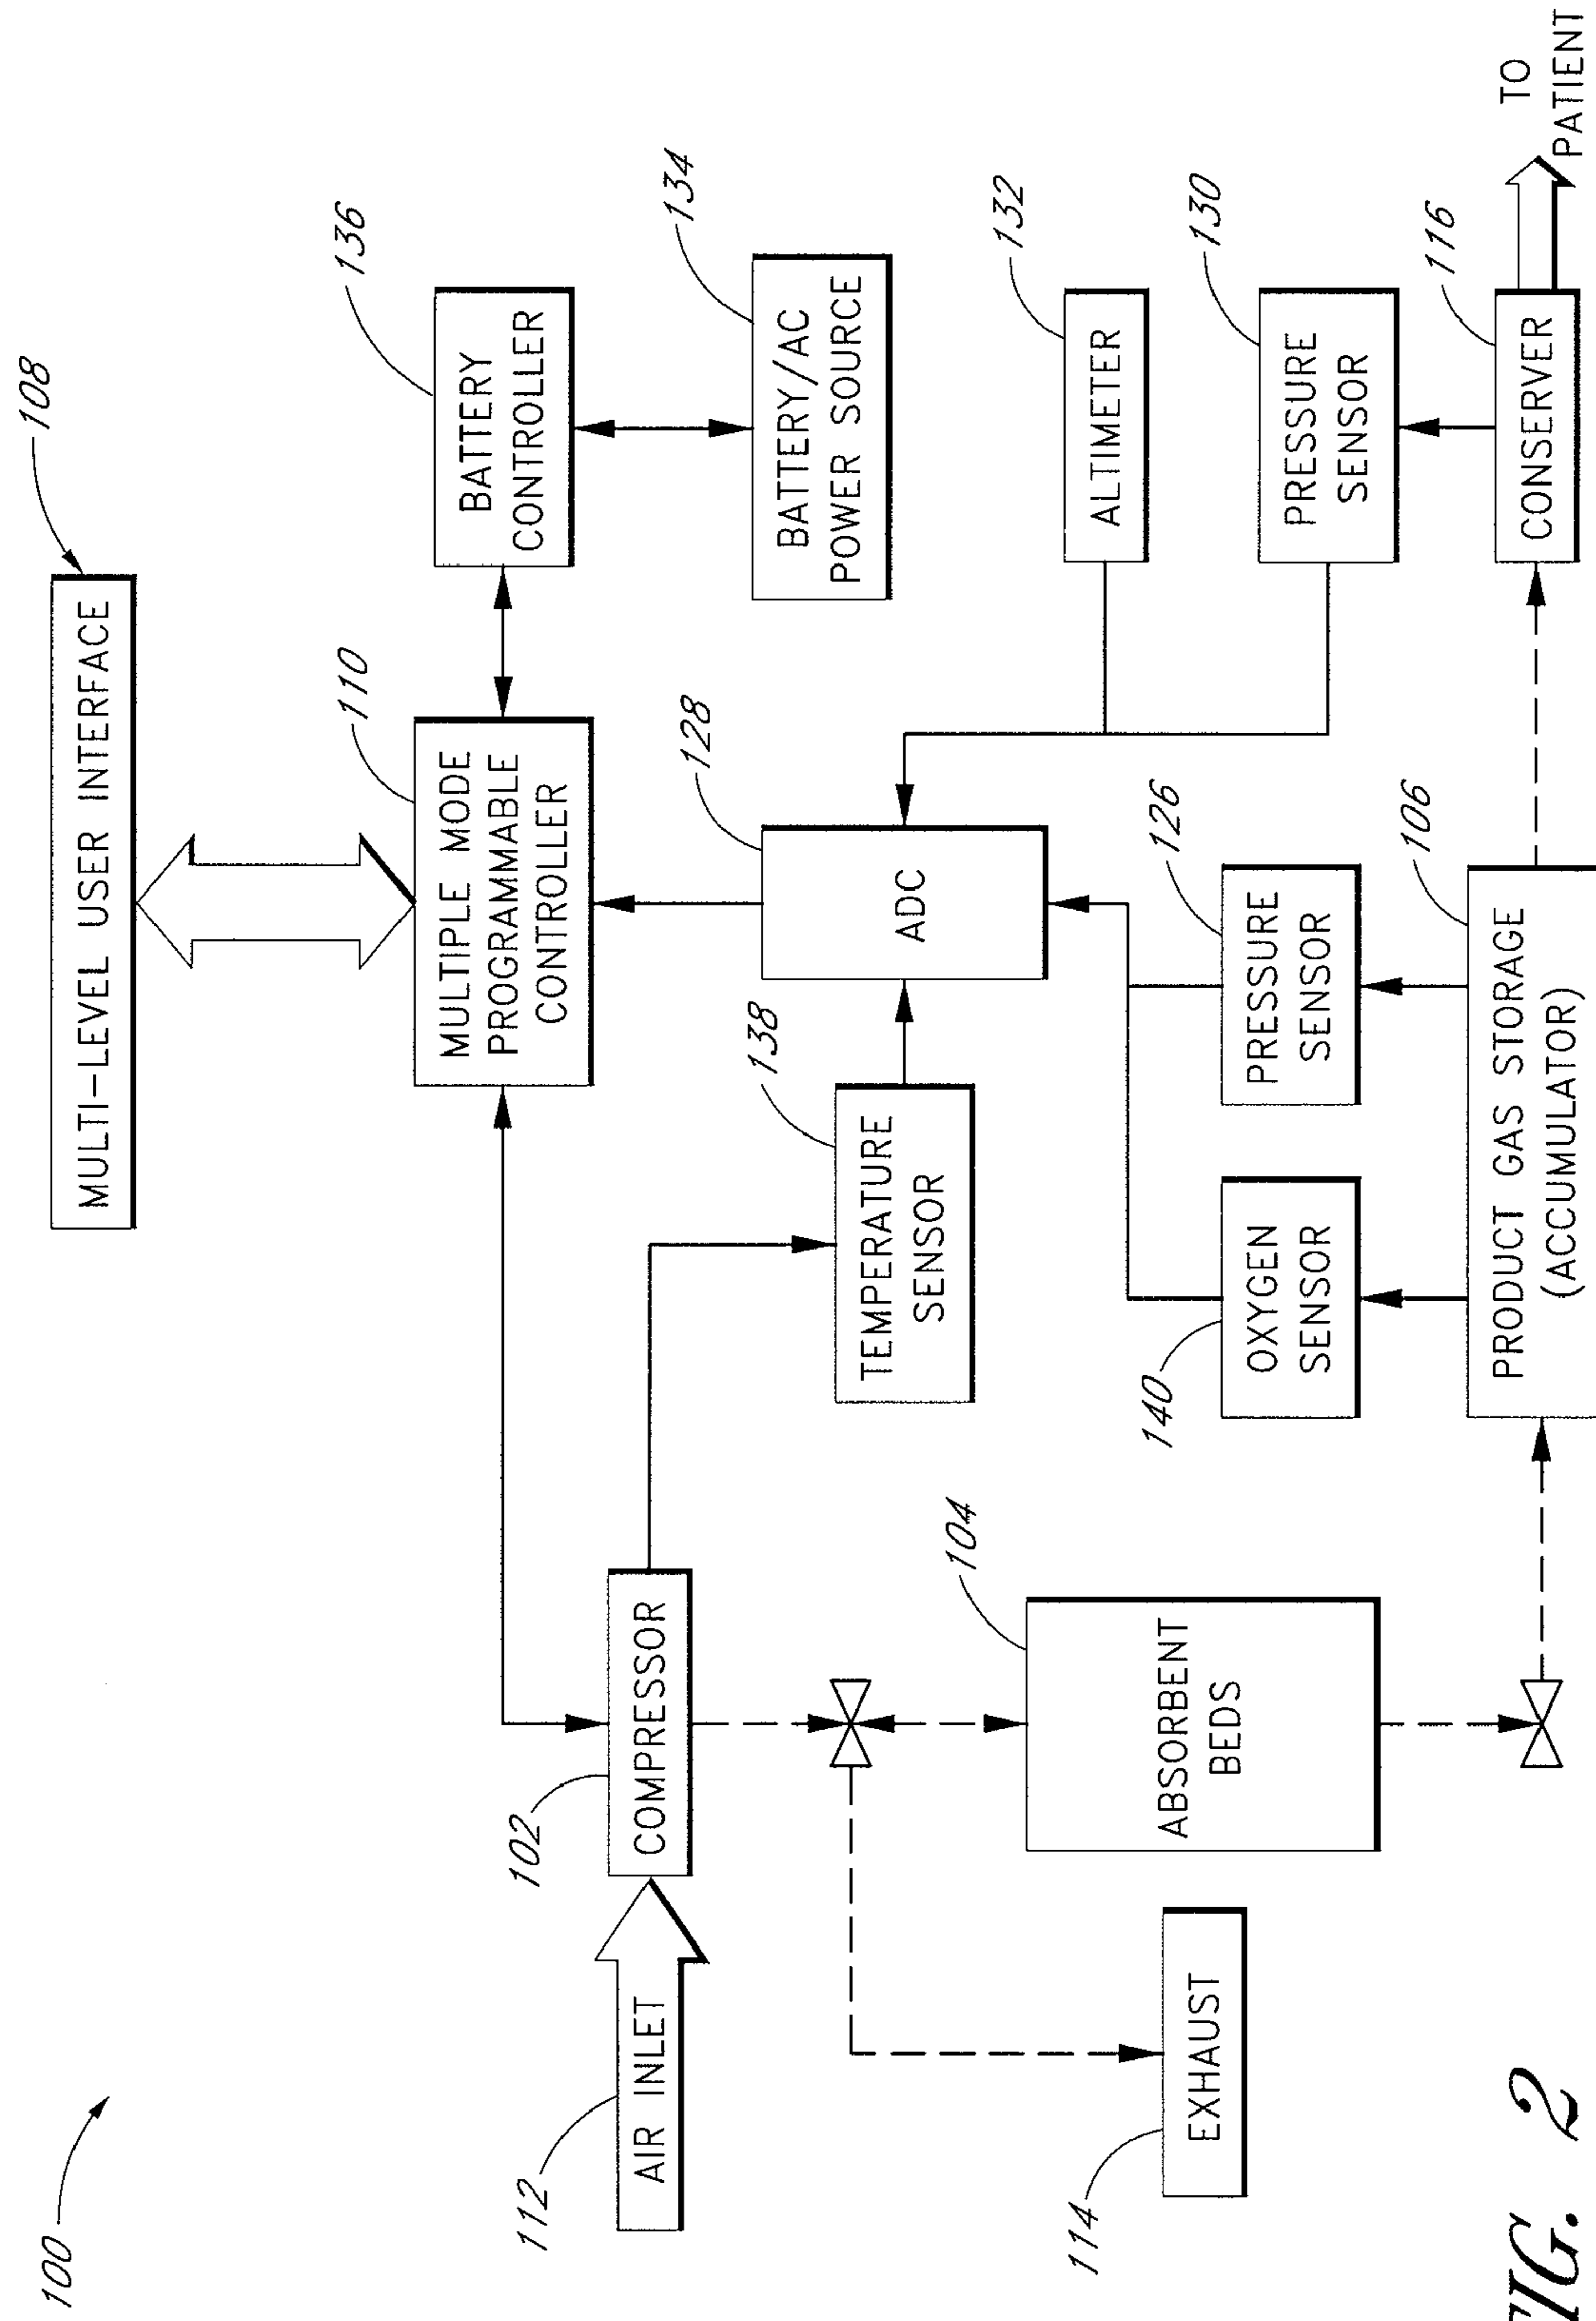 100
108
MULTI-LEVEL USER INTERFACE
110
136
MULTIPLE MODE
PROGRAMMABLE
CONTROLLER
BATTERY
CONTROLLER
112
AIR INLET
102
COMPRESSOR
128
134
BATTERY/AC
POWER SOURCE
138
TEMPERATURE
SENSOR
ADC
104
ABSORBENT
BEDS
132
ALTIMETER
114
EXHAUST
140
OXYGEN
SENSOR
126
PRESSURE
SENSOR
130
PRESSURE
SENSOR
106
PRODUCT GAS STORAGE
(ACCUMULATOR)
116
CONSERVER
TO
PATIENT
IG. 2